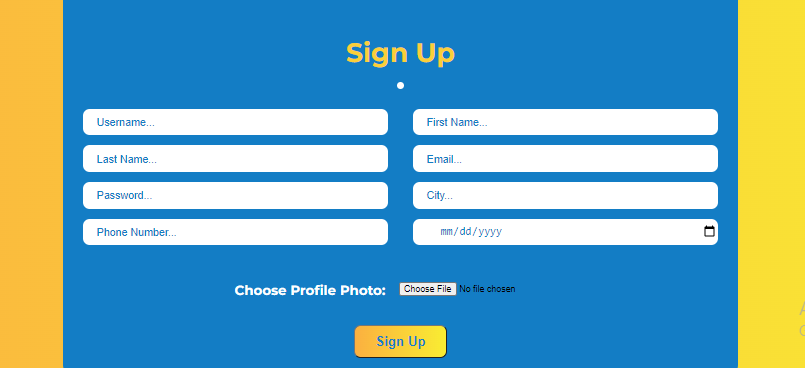 Sign Up
Username...
First Name...
Last Name...
Email...
Password...
City...
Phone Number...
mm/dd/yyyy
Choose Profile Photo: Choose File No file chosen
Sign Up